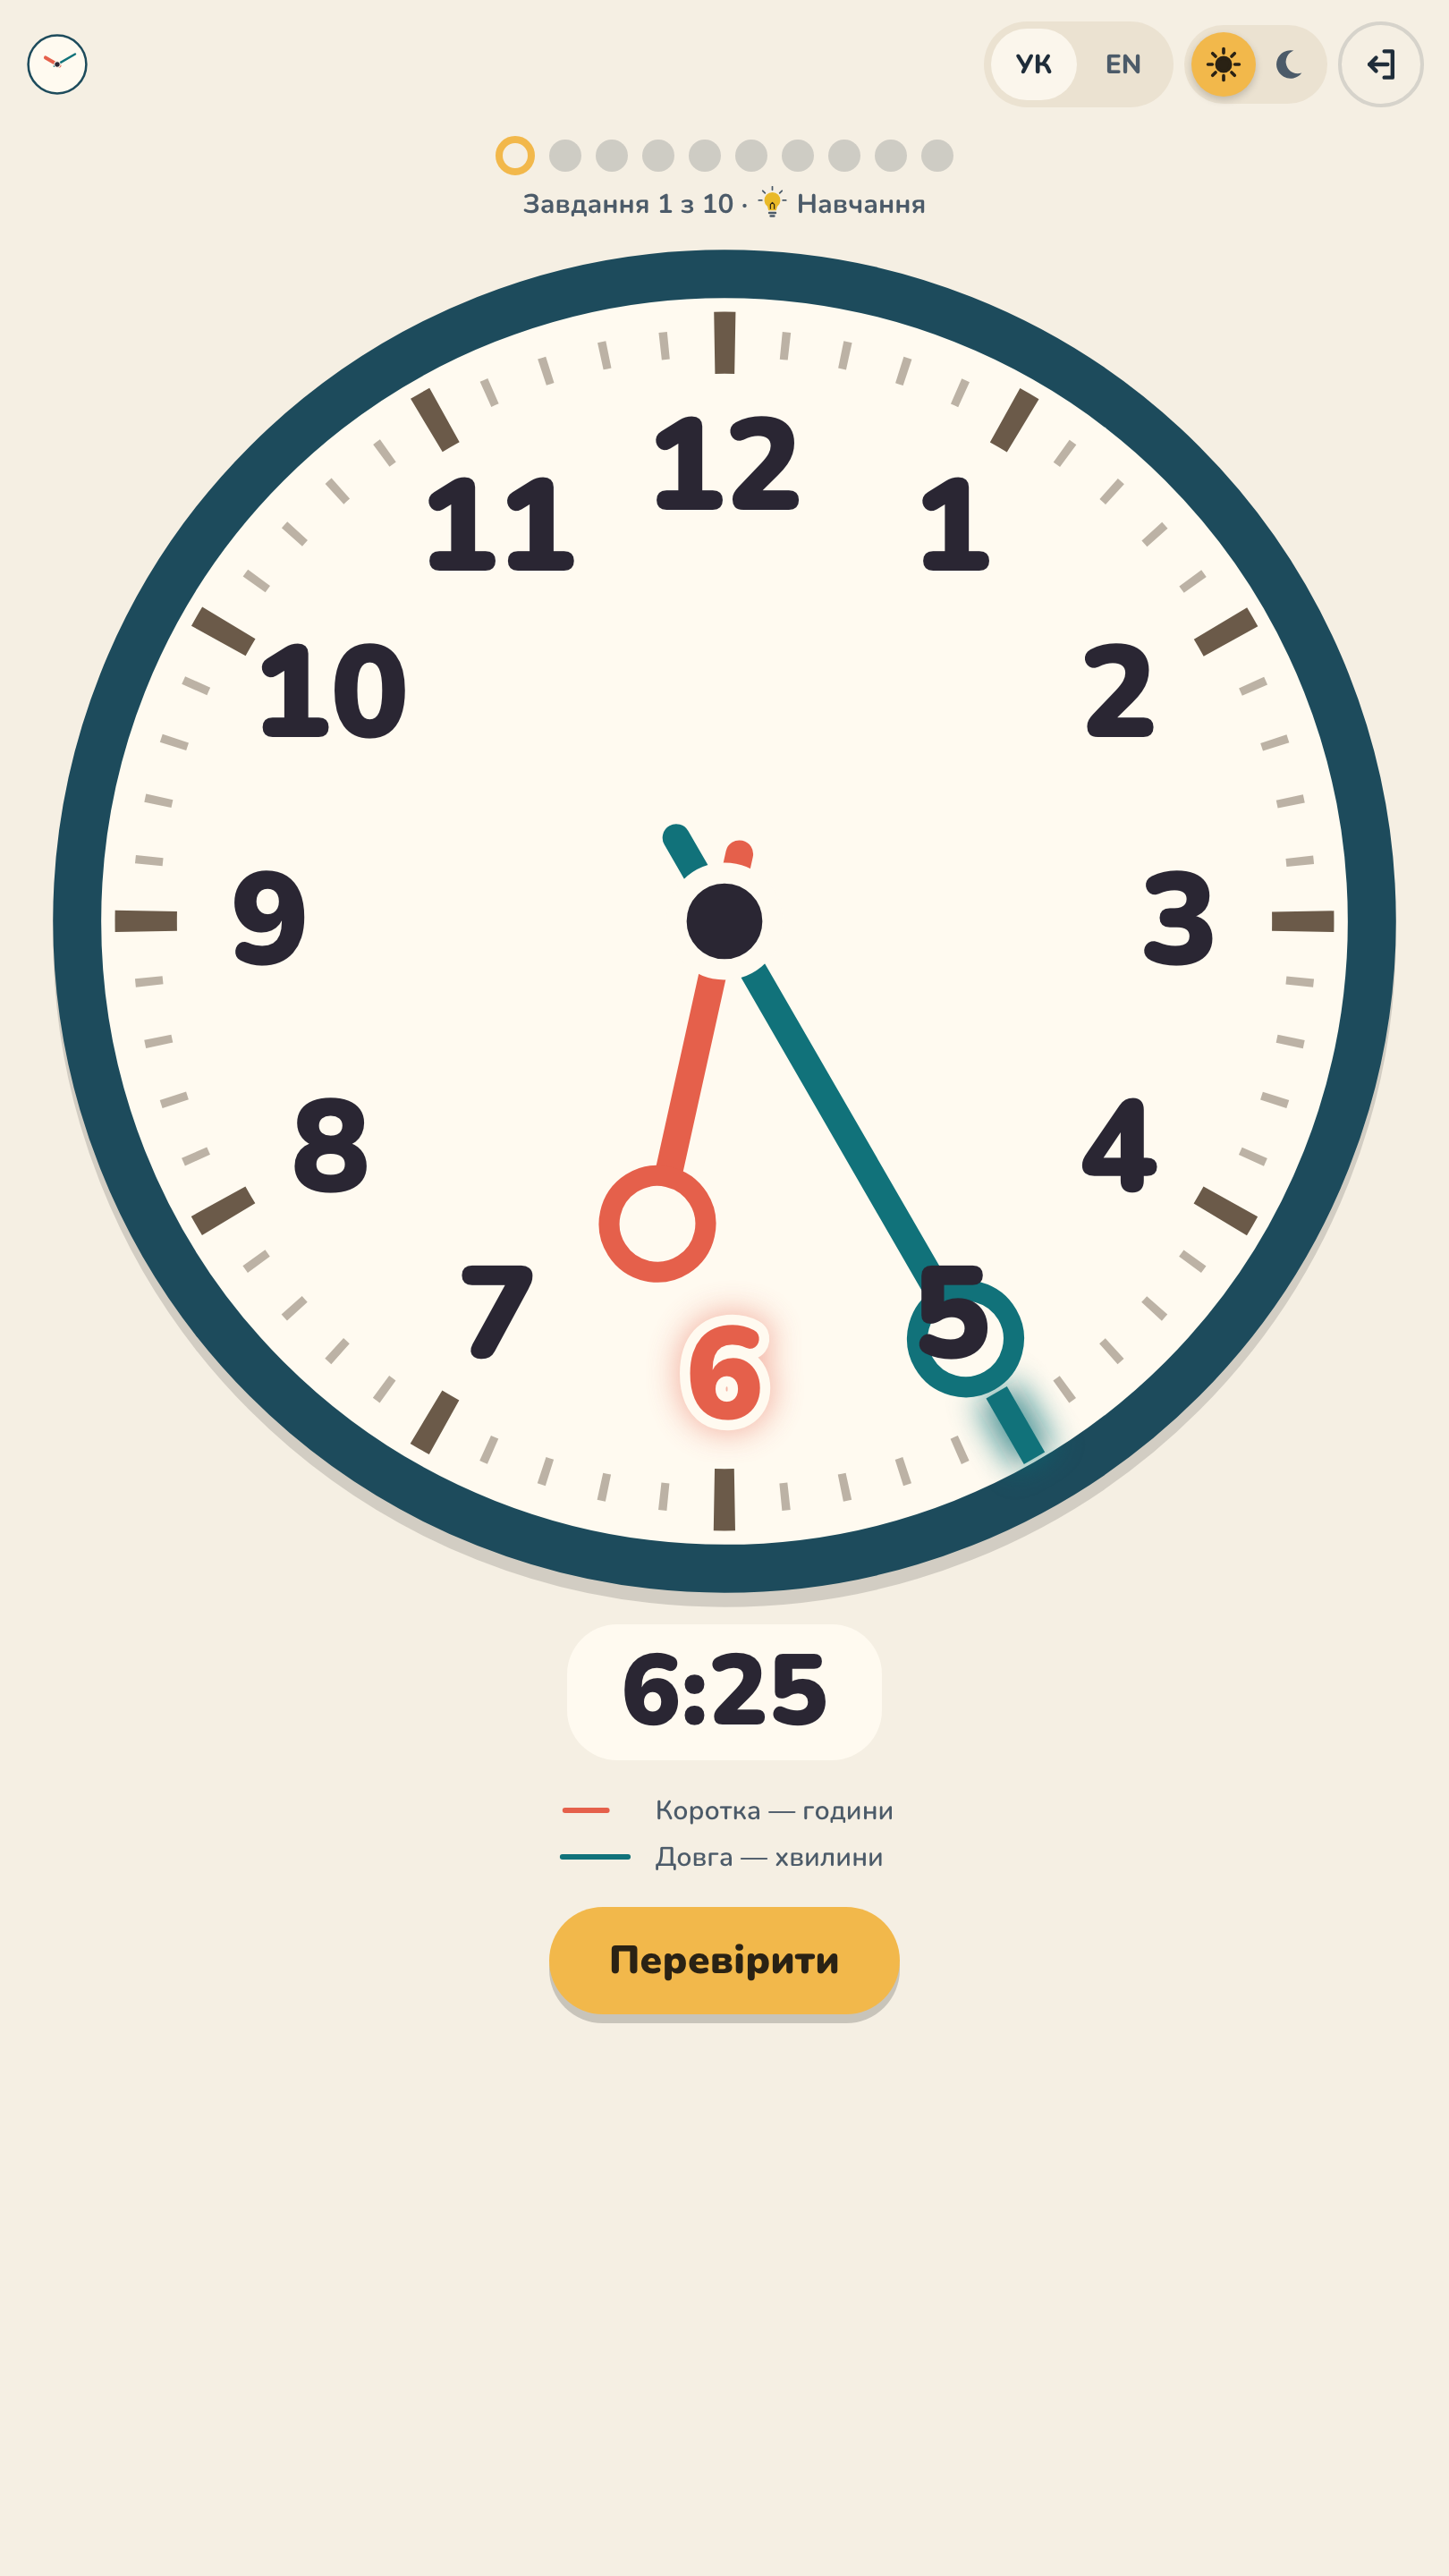 УК EN
Завдання 1 з 10 · Навчання
12
11 1
10 2
9 3
8 4
7 5
6
6:25
Коротка — години
Довга — хвилини
Перевірити